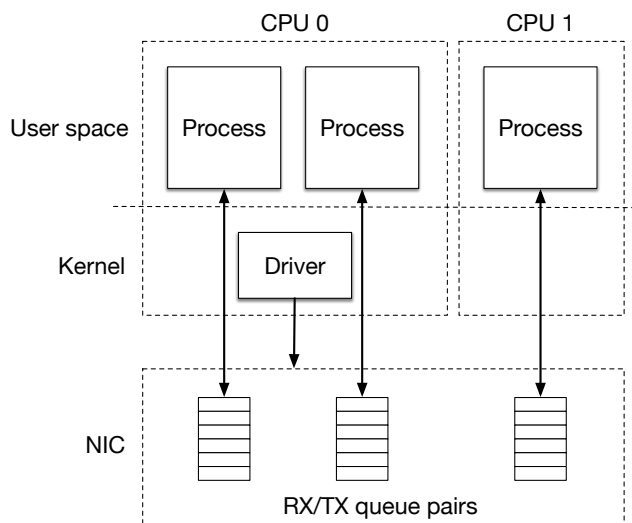 CPU 0
CPU 1
User space
Process
Process
Process
Kernel
Driver
NIC
RX/TX queue pairs